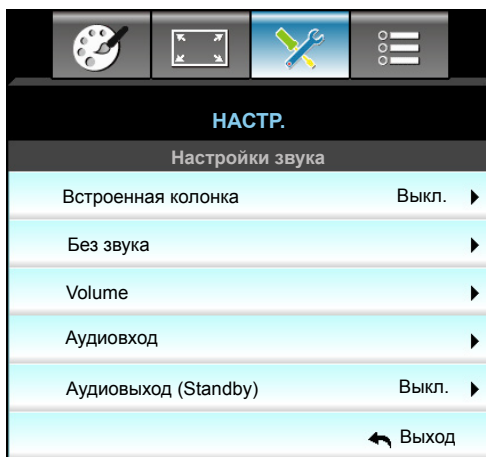 НАСТР.
Настройки звука
Встроенная колонка Выкл.
Без звука
Volume
Аудиовход
Аудиовыход (Standby) Выкл.
Выход